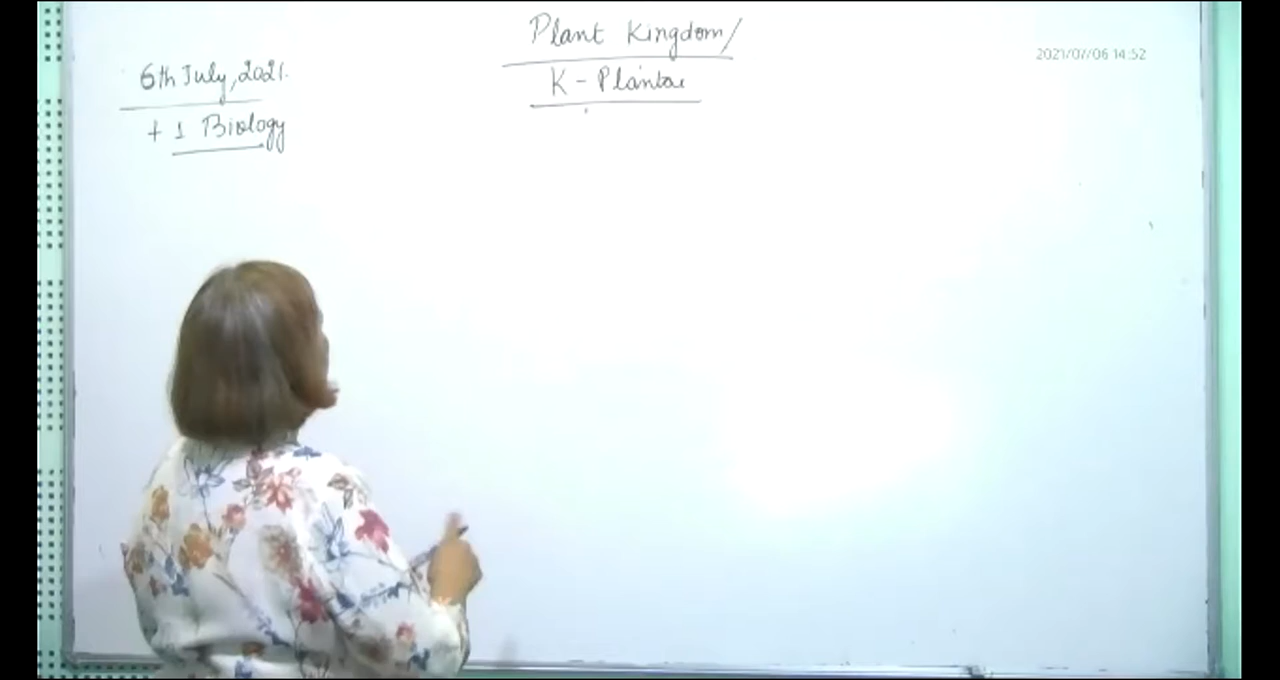 Plant Kingdom/
K - Plantae
6th July, 2021.
+ 1 Biology
2021/07/06 14:52